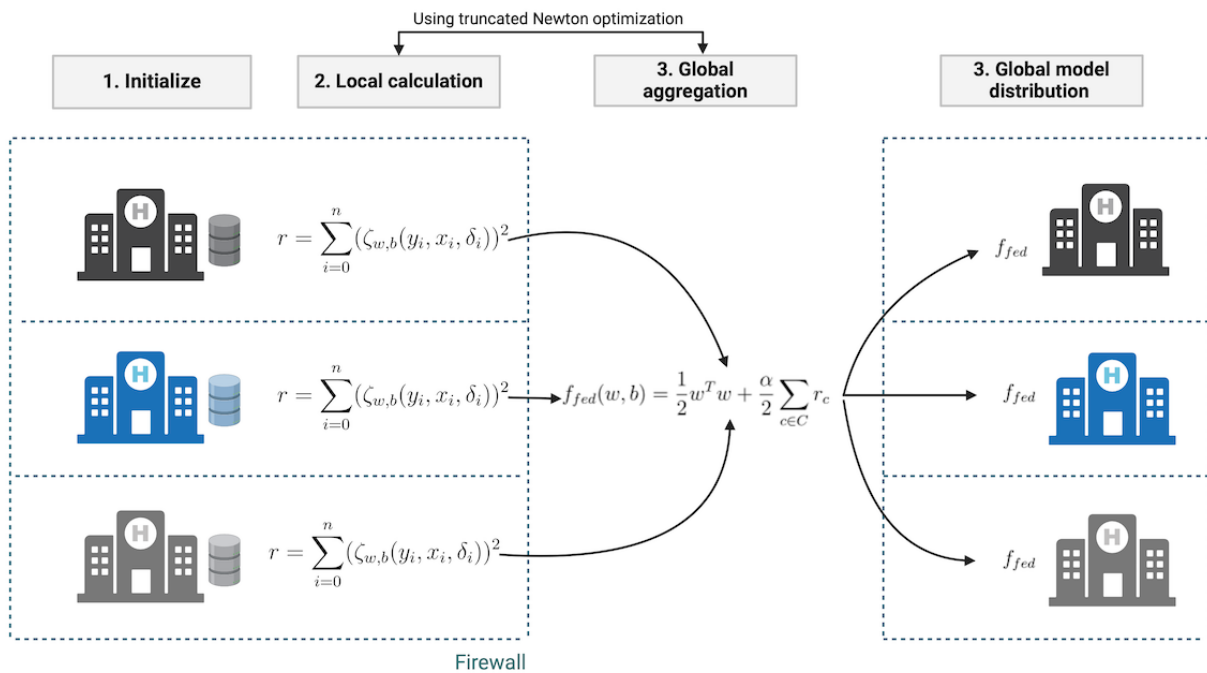 Using truncated Newton optimization
1. Initialize
2. Local calculation
3. Global
aggregation
3. Global model
distribution
H
r = \sum_{i=0}^{n} (\zeta_{w,b}(y_i, x_i, \delta_i))^2
f_{fed}
H
H
r = \sum_{i=0}^{n} (\zeta_{w,b}(y_i, x_i, \delta_i))^2
f_{fed}(w, b) = \frac{1}{2} w^T w + \frac{\alpha}{2} \sum_{c \in C} r_c
f_{fed}
H
H
r = \sum_{i=0}^{n} (\zeta_{w,b}(y_i, x_i, \delta_i))^2
f_{fed}
H
Firewall